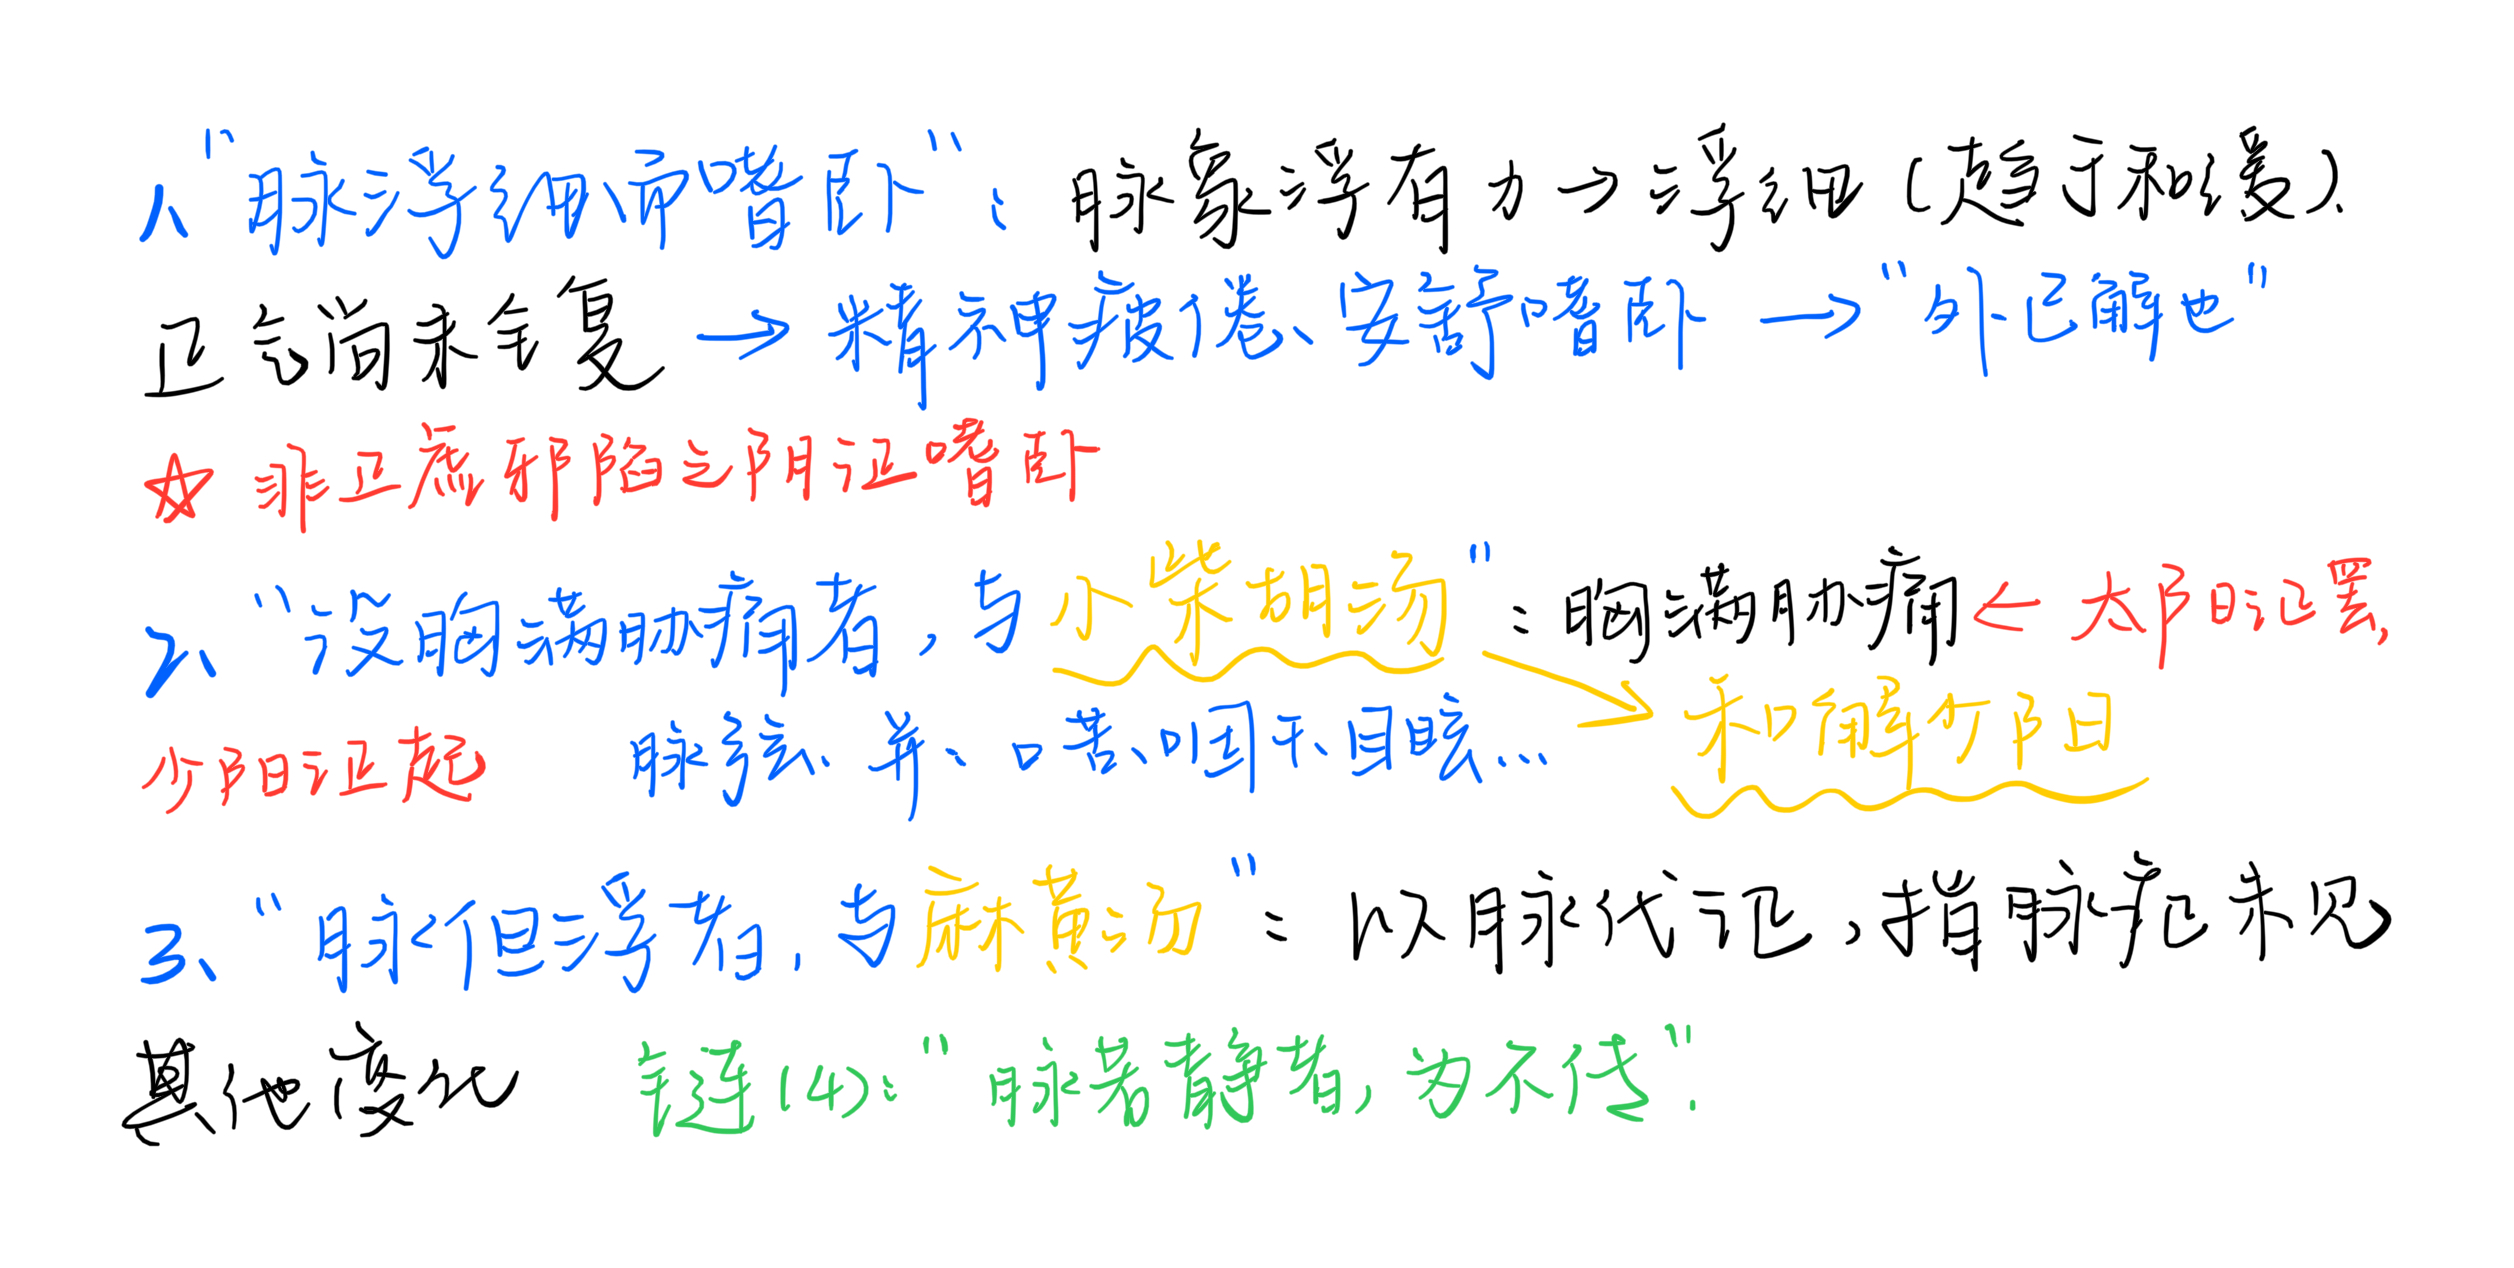 1、"脉浮细而嗜卧"：脉象浮有力→浮细(趋于和缓)、
正气尚未全复→精神疲倦、安静嗜卧→"外已解也"
☆ 非正虚邪陷之阴证嗜卧
2、"设胸满胁痛者，与小柴胡汤"：胸满胁痛←太阳证罢，
少阳证起 脉弦、并、口苦、咽干、目眩… 和解少阳
3、"脉但浮者，与麻黄汤"：以脉代证，指脉症未见
其他变化 链(4)："脉若静者，为不传"．